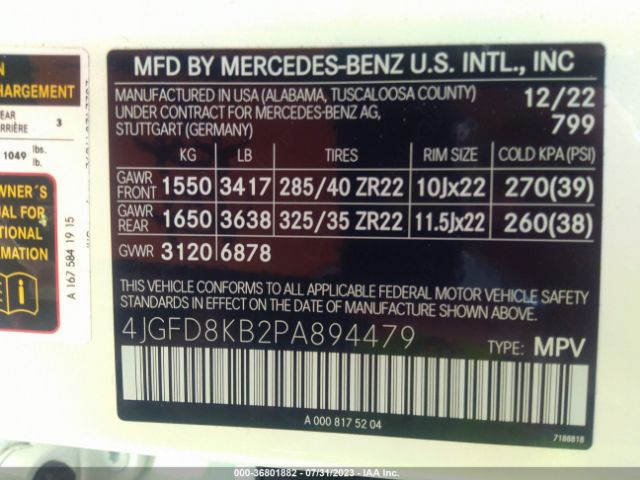 N
CHARGEMENT
EAR
RRIÈRE 3
1049 lbs.
lb.
WNER´S
NUAL FOR
ITIONAL
RMATION
A 167 584 19 15
MFD BY MERCEDES-BENZ U.S. INTL., INC
MANUFACTURED IN USA (ALABAMA, TUSCALOOSA COUNTY) 12/22
UNDER CONTRACT FOR MERCEDES-BENZ AG, 799
STUTTGART (GERMANY)
KG LB TIRES RIM SIZE COLD KPA (PSI)
GAWR FRONT 1550 3417 285/40 ZR22 10Jx22 270(39)
GAWR REAR 1650 3638 325/35 ZR22 11.5Jx22 260(38)
GVWR 3120 6878
THIS VEHICLE CONFORMS TO ALL APPLICABLE FEDERAL MOTOR VEHICLE SAFETY
STANDARDS IN EFFECT ON THE DATE OF MANUFACTURE SHOWN ABOVE.
4JGFD8KB2PA894479
TYPE: MPV
A 000 817 52 04
7188818
000-36801882 - 07/31/2023 - IAA Inc.